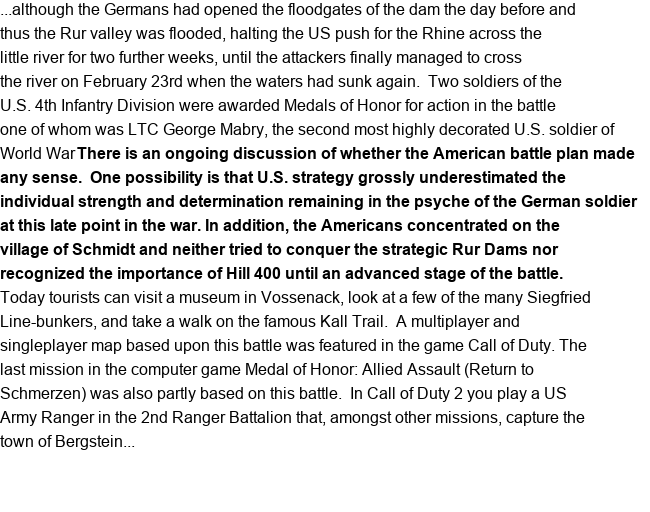 ...although the Germans had opened the floodgates of the dam the day before and
thus the Rur valley was flooded, halting the US push for the Rhine across the
little river for two further weeks, until the attackers finally managed to cross
the river on February 23rd when the waters had sunk again.  Two soldiers of the
U.S. 4th Infantry Division were awarded Medals of Honor for action in the battle
one of whom was LTC George Mabry, the second most highly decorated U.S. soldier of
World War There is an ongoing discussion of whether the American battle plan made
any sense.  One possibility is that U.S. strategy grossly underestimated the
individual strength and determination remaining in the psyche of the German soldier
at this late point in the war. In addition, the Americans concentrated on the
village of Schmidt and neither tried to conquer the strategic Rur Dams nor
recognized the importance of Hill 400 until an advanced stage of the battle.
Today tourists can visit a museum in Vossenack, look at a few of the many Siegfried
Line-bunkers, and take a walk on the famous Kall Trail.  A multiplayer and
singleplayer map based upon this battle was featured in the game Call of Duty. The
last mission in the computer game Medal of Honor: Allied Assault (Return to
Schmerzen) was also partly based on this battle.  In Call of Duty 2 you play a US
Army Ranger in the 2nd Ranger Battalion that, amongst other missions, capture the
town of Bergstein...